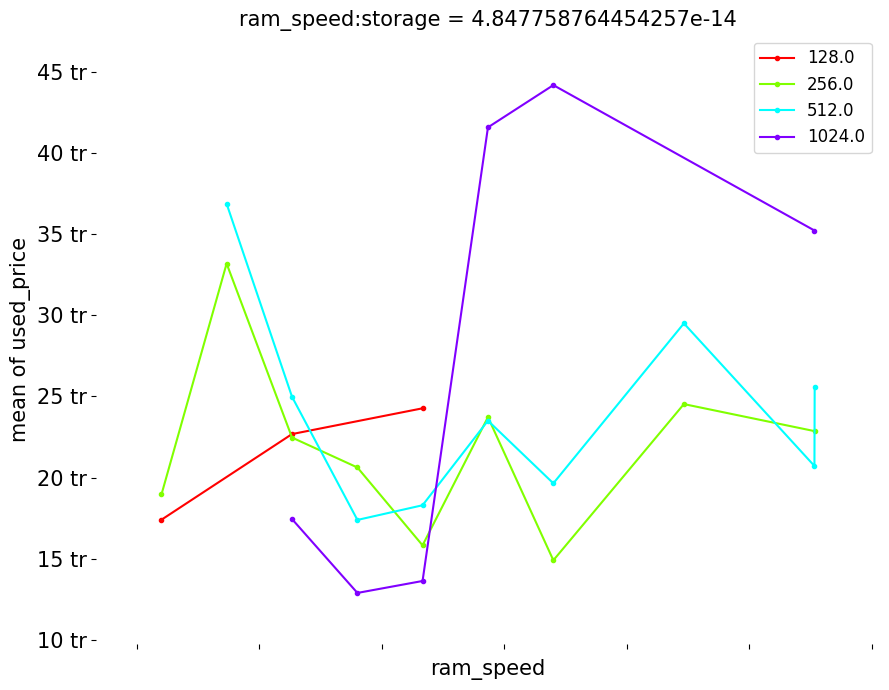 ram_speed:storage = 4.847758764454257e-14
128.0
256.0
512.0
1024.0
45 tr
40 tr
35 tr
30 tr
25 tr
20 tr
15 tr
10 tr
mean of used_price
ram_speed